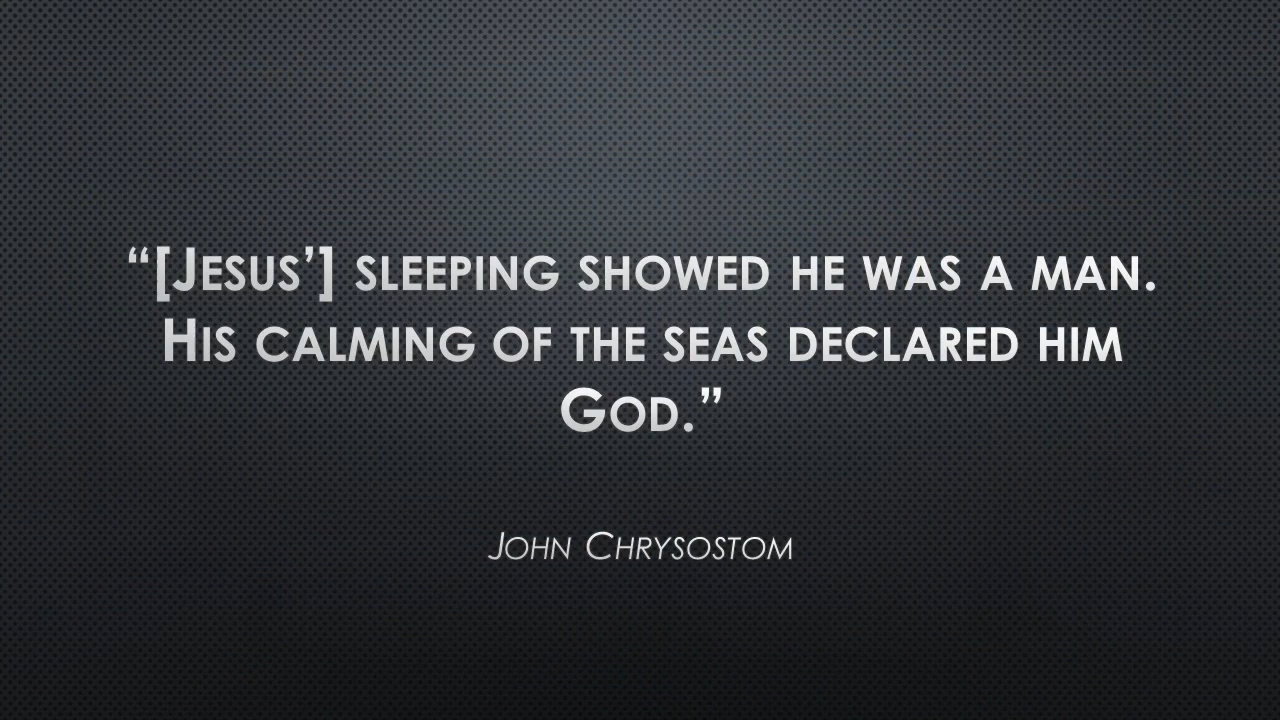 “[Jesus’] sleeping showed he was a man.
His calming of the seas declared him
God.”
John Chrysostom